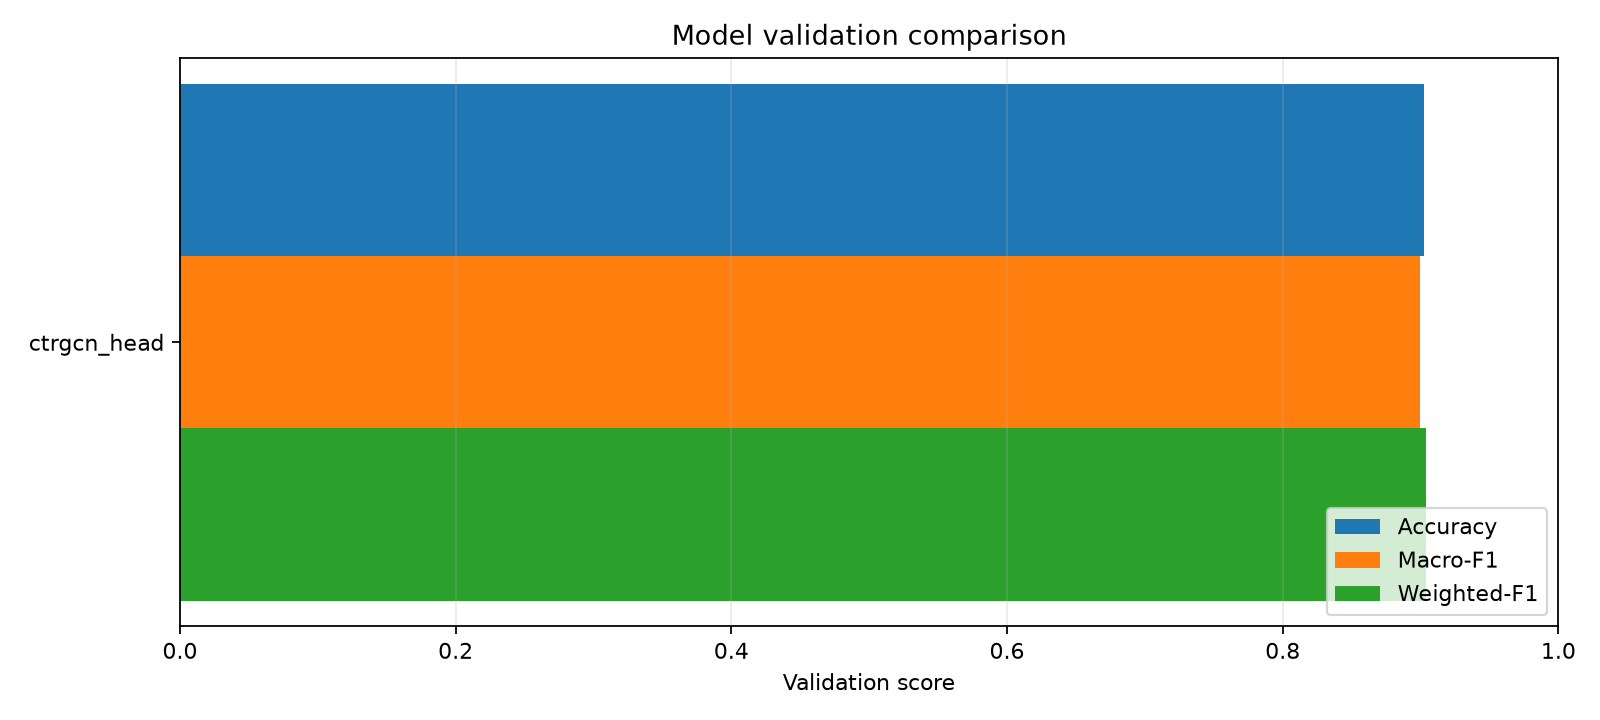 Model validation comparison
ctrgcn_head
Accuracy
Macro-F1
Weighted-F1
0.0 0.2 0.4 0.6 0.8 1.0
Validation score